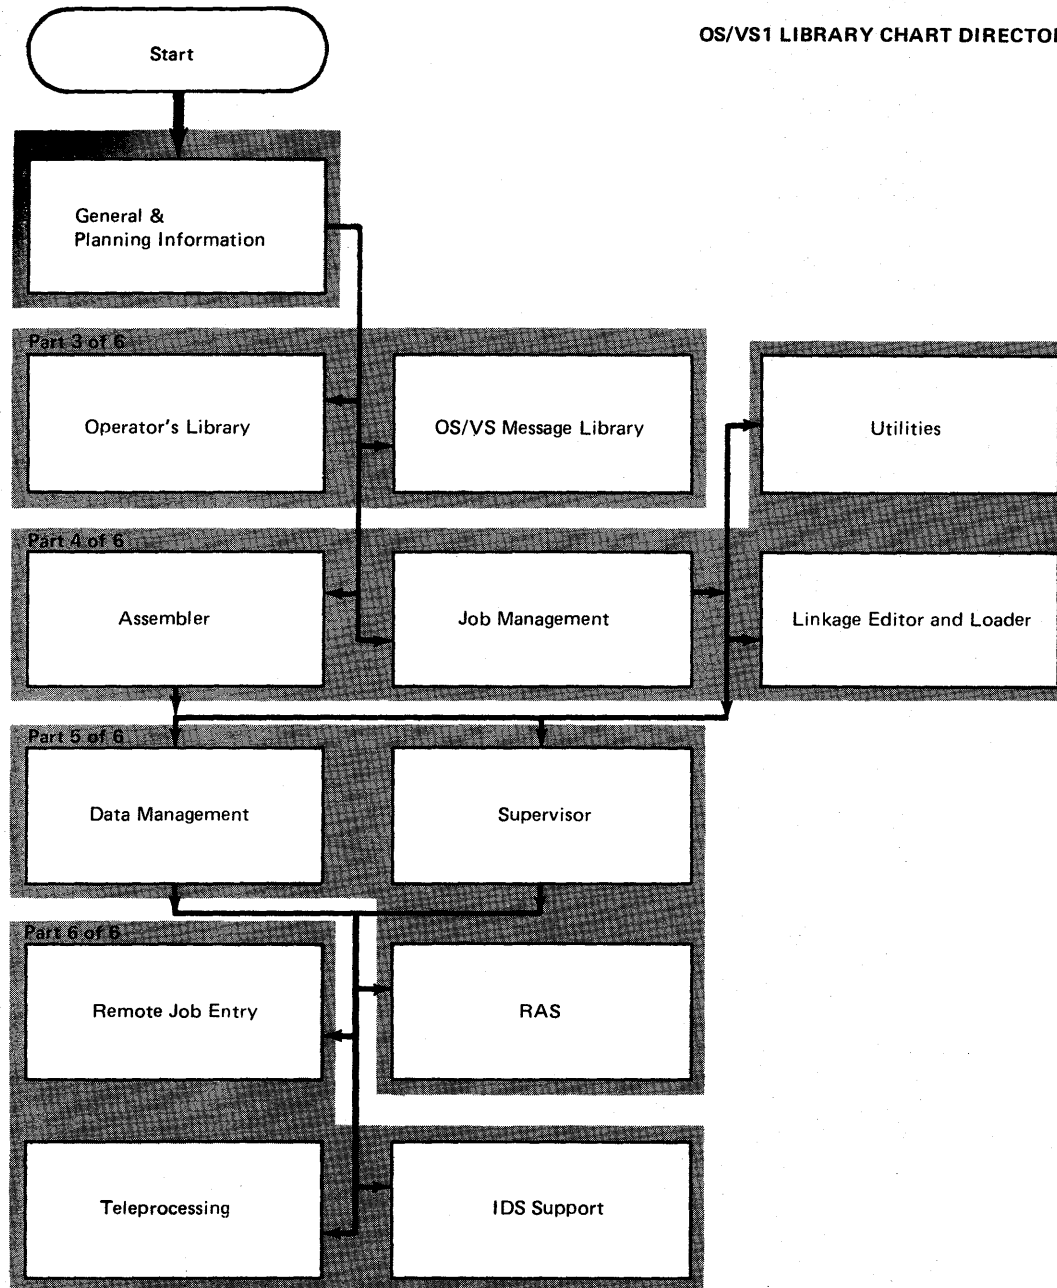 OS/VS1 LIBRARY CHART DIRECTO
Start
General &
Planning Information
Part 3 of 6
Operator's Library
OS/VS Message Library
Utilities
Part 4 of 6
Assembler
Job Management
Linkage Editor and Loader
Part 5 of 6
Data Management
Supervisor
Part 6 of 6
Remote Job Entry
RAS
Teleprocessing
IDS Support